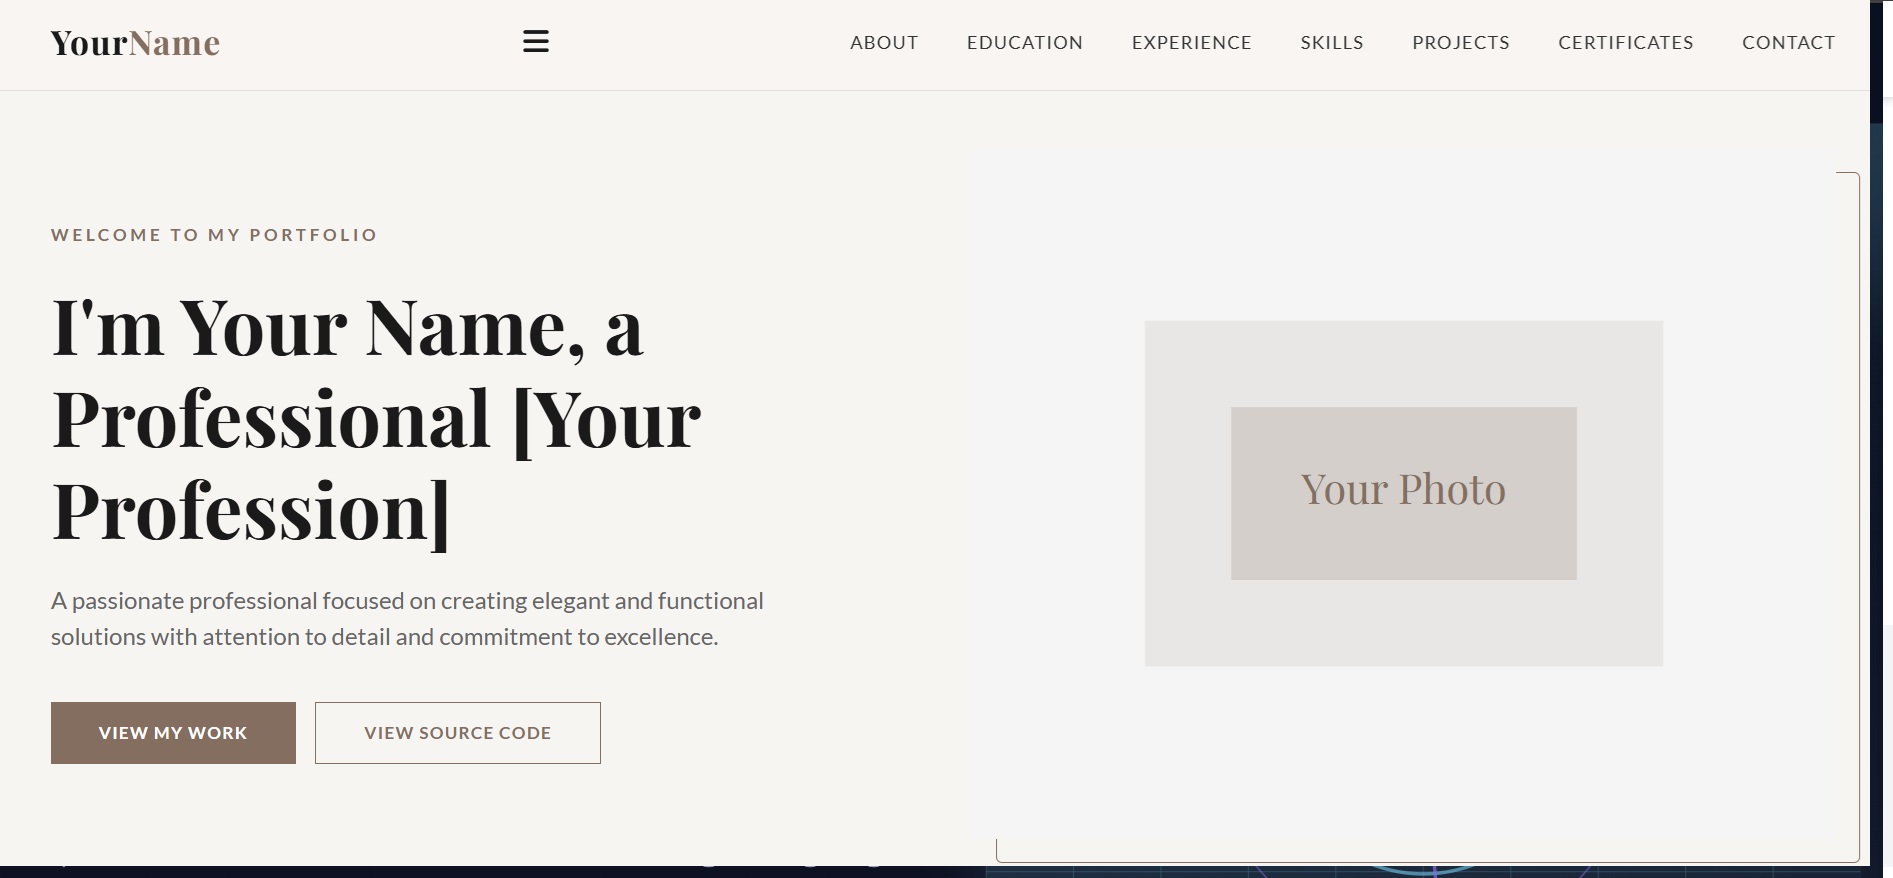 YourName
ABOUT EDUCATION EXPERIENCE SKILLS PROJECTS CERTIFICATES CONTACT
WELCOME TO MY PORTFOLIO
I'm Your Name, a
Professional [Your
Profession]
A passionate professional focused on creating elegant and functional
solutions with attention to detail and commitment to excellence.
VIEW MY WORK
VIEW SOURCE CODE
Your Photo